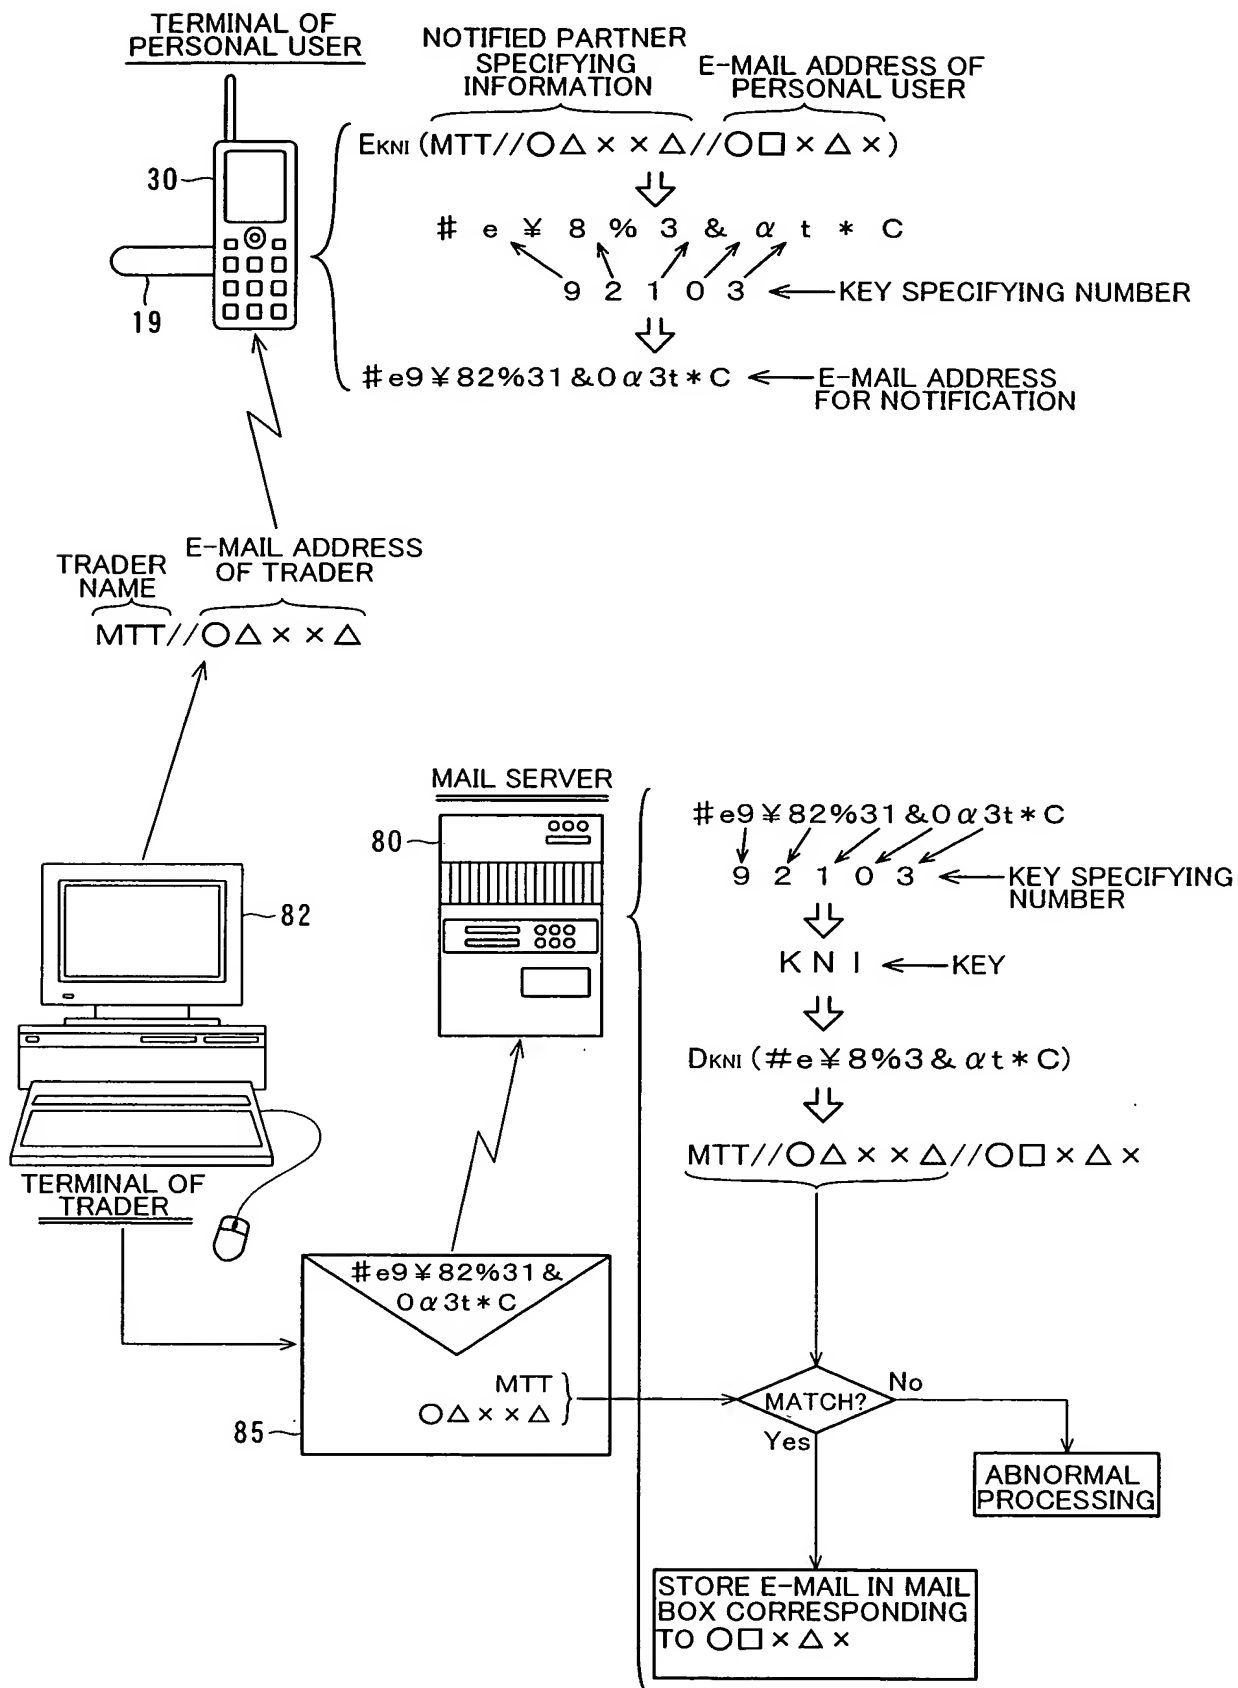 TERMINAL OF
PERSONAL USER
NOTIFIED PARTNER
SPECIFYING
INFORMATION
E-MAIL ADDRESS OF
PERSONAL USER
EKNI (MTT//○△××△//○□×△×)
30
# e ¥ 8 % 3 & α t * C
9 2 1 0 3
KEY SPECIFYING NUMBER
19
#e9¥82%31&0α3t*C
E-MAIL ADDRESS
FOR NOTIFICATION
TRADER
NAME
E-MAIL ADDRESS
OF TRADER
MTT//○△××△
MAIL SERVER
80
82
TERMINAL OF
TRADER
#e9¥82%31&0α3t*C
9 2 1 0 3
KEY SPECIFYING
NUMBER
KNI
KEY
DKNI (#e¥8%3&αt*C)
MTT//○△××△//○□×△×
#e9¥82%31&
0α3t*C
MTT
○△××△
85
MATCH?
No
Yes
ABNORMAL
PROCESSING
STORE E-MAIL IN MAIL
BOX CORRESPONDING
TO ○□×△×